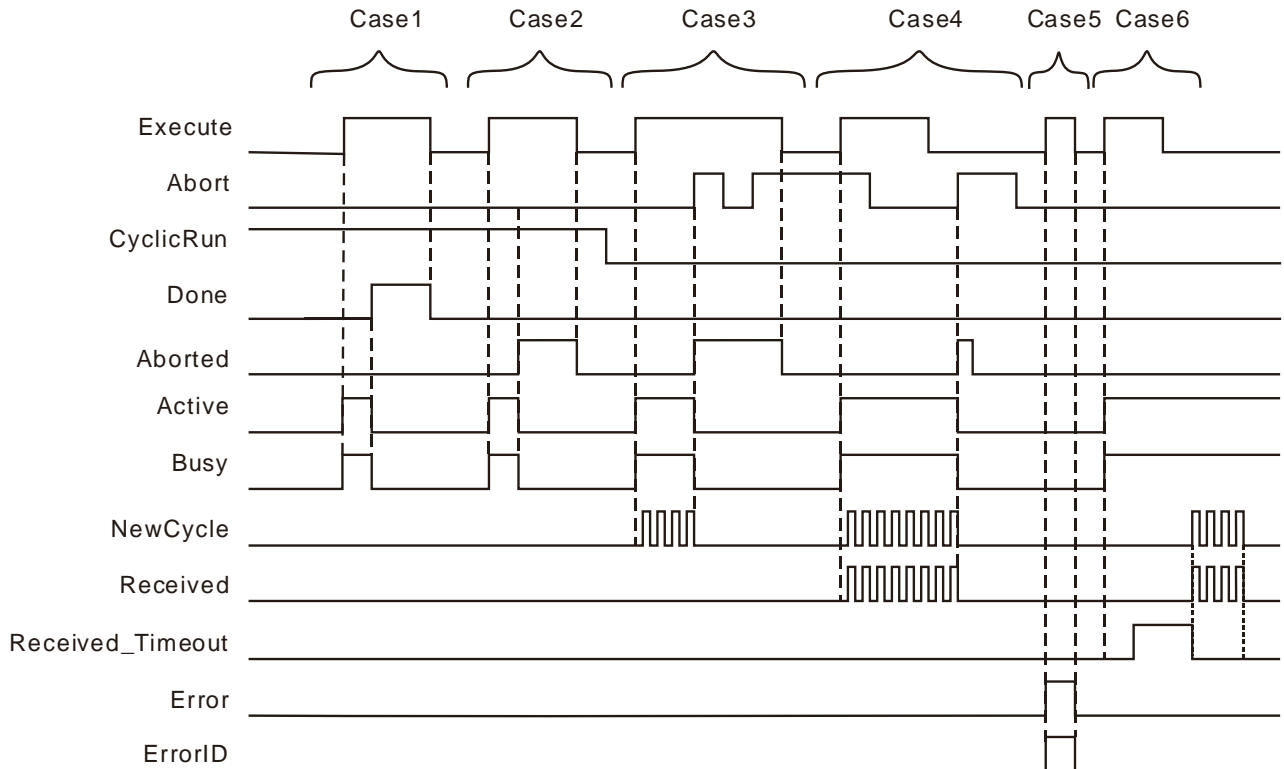 Case1 Case2 Case3 Case4 Case5 Case6
Execute
Abort
CyclicRun
Done
Aborted
Active
Busy
NewCycle
Received
Received_Timeout
Error
ErrorID